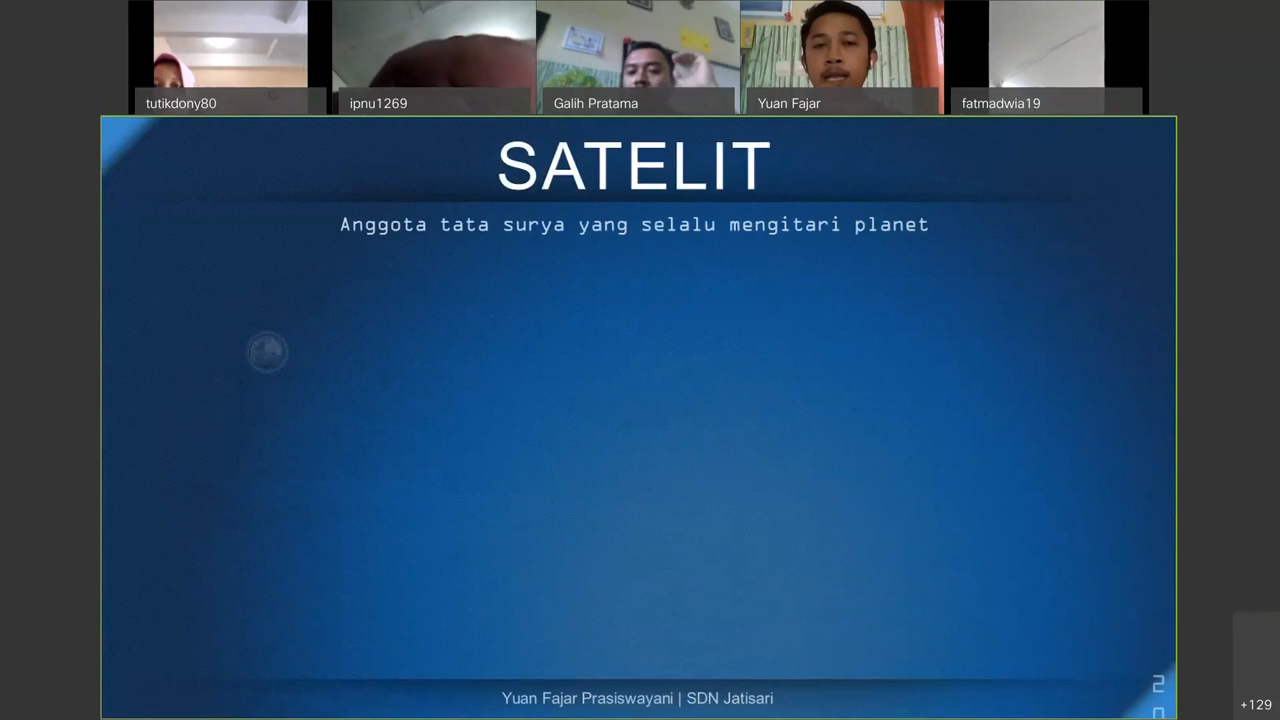 tutikdony80
ipnu1269
Galih Pratama
Yuan Fajar
fatmadwia19
SATELIT
Anggota tata surya yang selalu mengitari planet
Yuan Fajar Prasiswayani | SDN Jatisari
2
+129